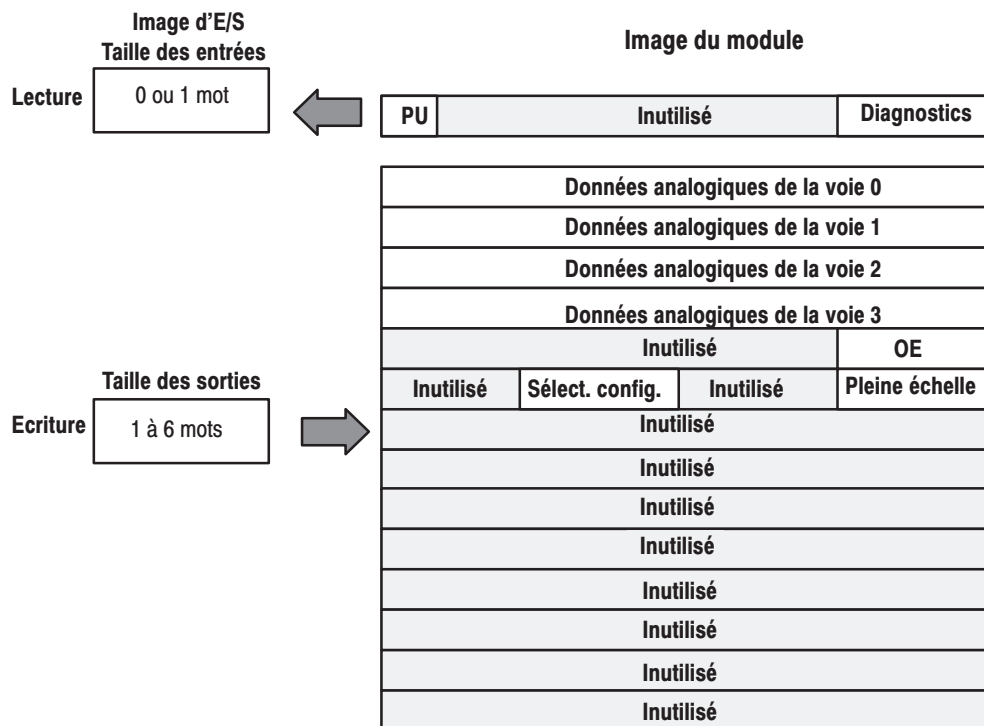 Image d'E/S
Taille des entrées
Image du module
Lecture
0 ou 1 mot
PU
Inutilisé
Diagnostics
Données analogiques de la voie 0
Données analogiques de la voie 1
Données analogiques de la voie 2
Données analogiques de la voie 3
Inutilisé
OE
Taille des sorties
Inutilisé
Sélect. config.
Inutilisé
Pleine échelle
Ecriture
1 à 6 mots
Inutilisé
Inutilisé
Inutilisé
Inutilisé
Inutilisé
Inutilisé
Inutilisé
Inutilisé